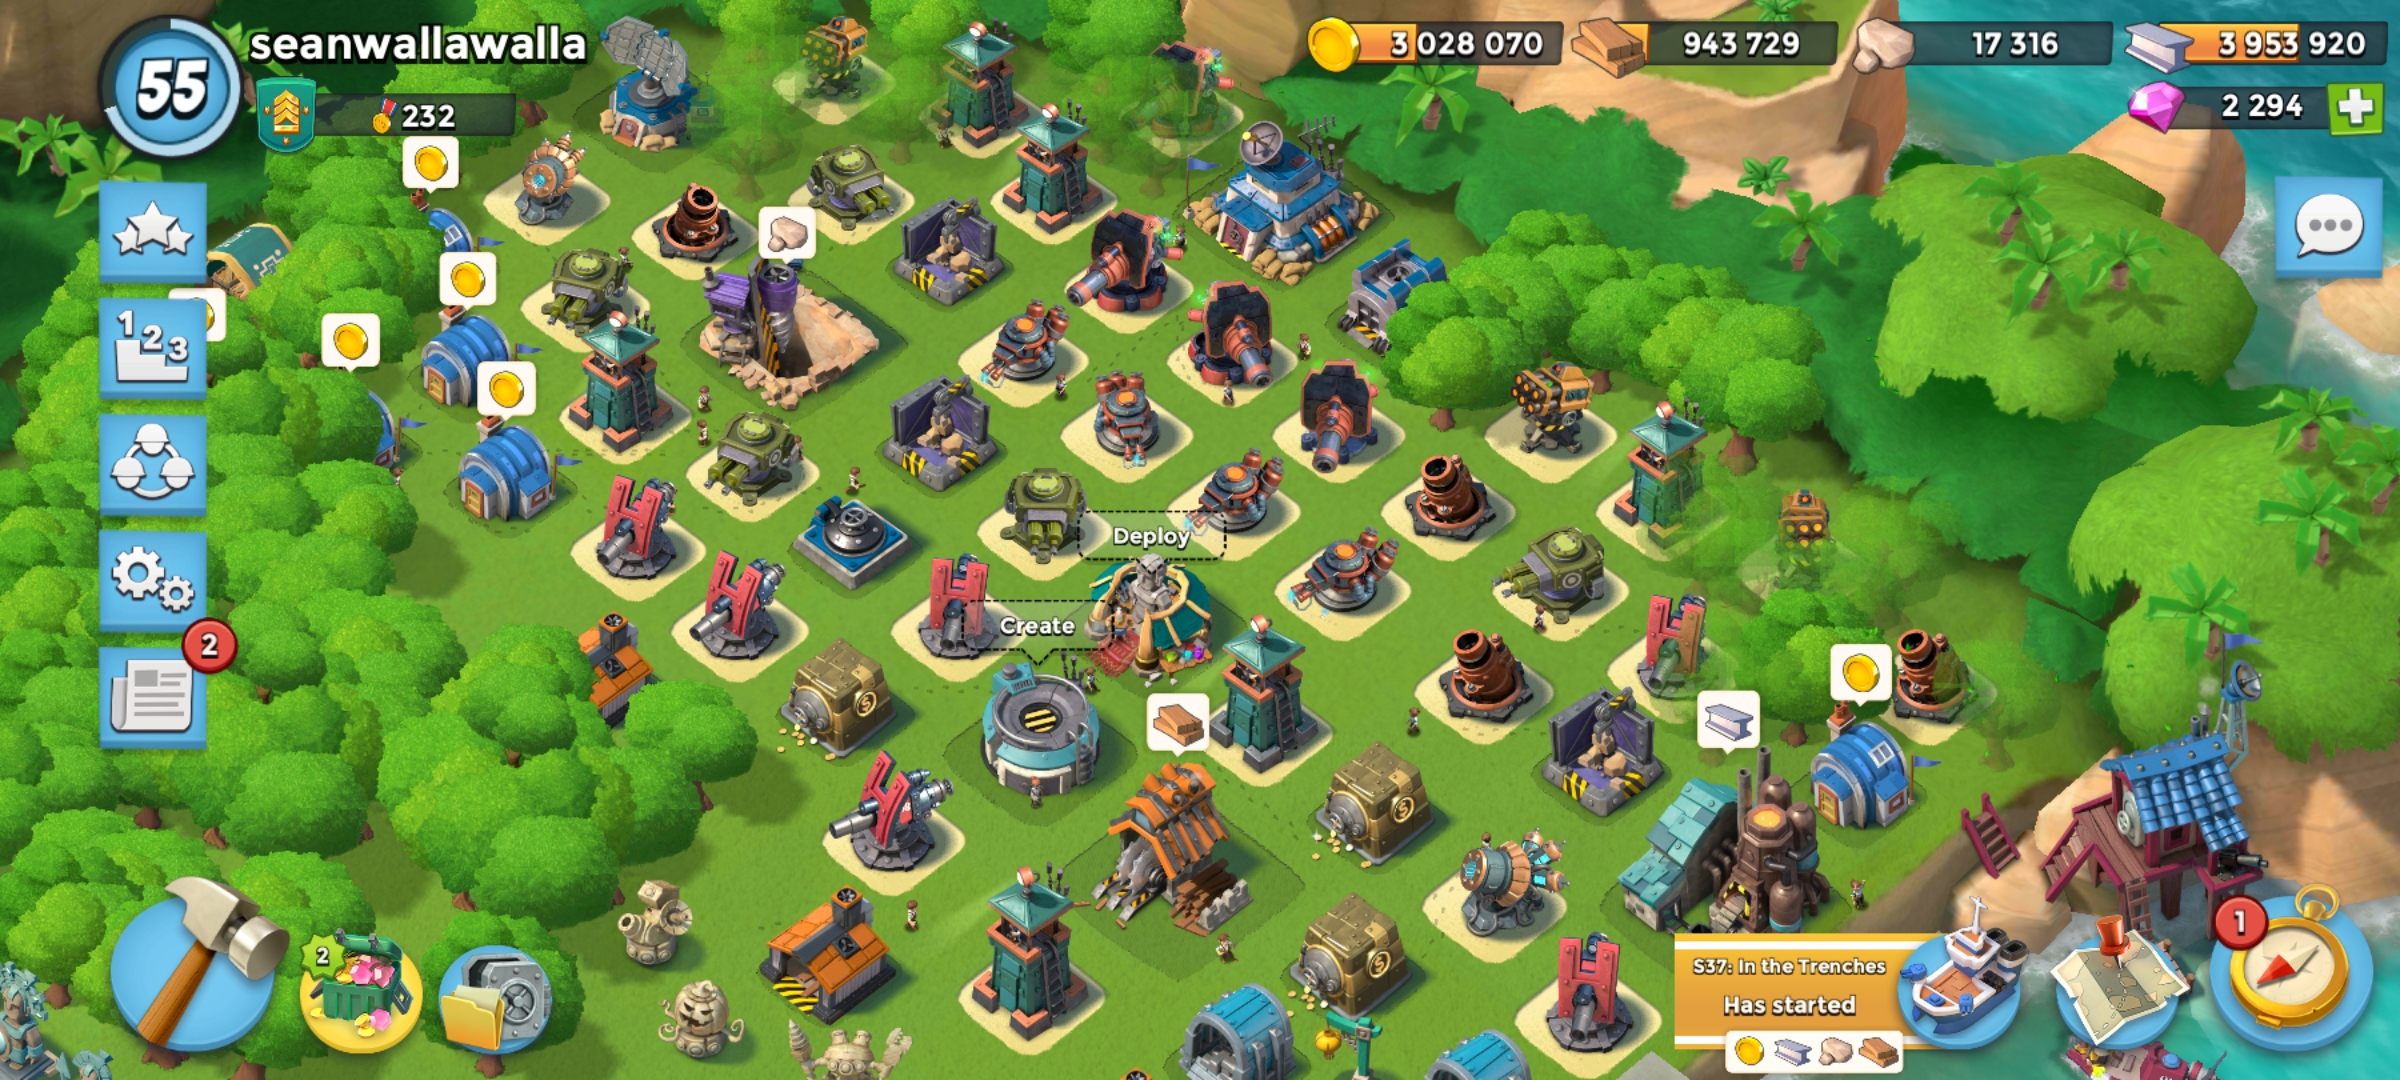 55
seanwallawalla
232
3 028 070
943 729
17 316
3 953 920
2 294
123
Deploy
Create
2
2
1
S37: In the Trenches
Has started